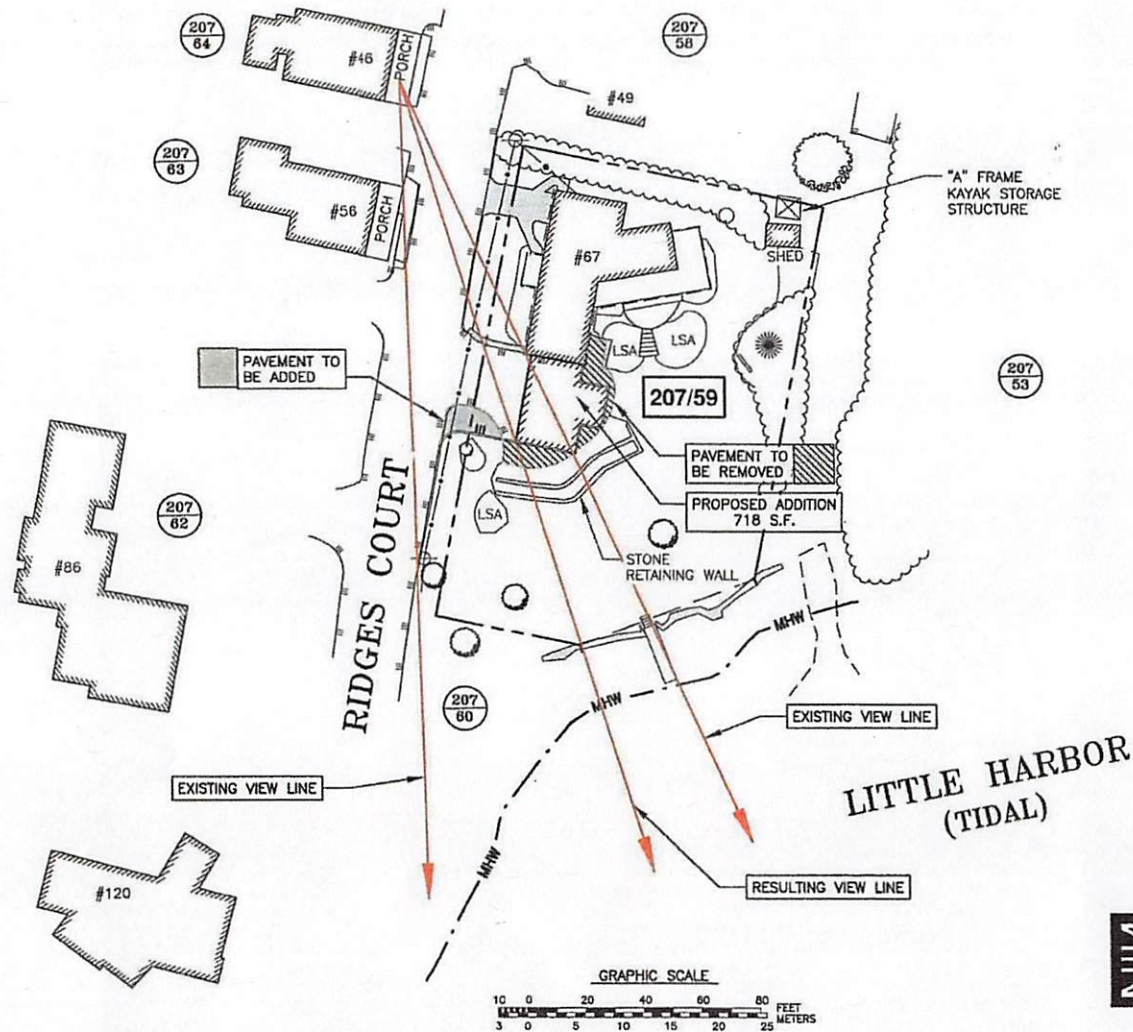 207
64
#46
PORCH
207
58
#49
207
63
#56
PORCH
"A" FRAME
KAYAK STORAGE
STRUCTURE
SHED
#67
LSA
LSA
PAVEMENT TO
BE ADDED
207/59
207
53
PAVEMENT TO
BE REMOVED
PROPOSED ADDITION
718 S.F.
207
62
#86
RIDGES COURT
LSA
STONE
RETAINING WALL
MHW
MHW
207
60
EXISTING VIEW LINE
EXISTING VIEW LINE
LITTLE HARBOR
(TIDAL)
MHW
#120
RESULTING VIEW LINE
GRAPHIC SCALE
10 0 20 40 60 80 FEET
3 0 5 10 15 20 25 METERS